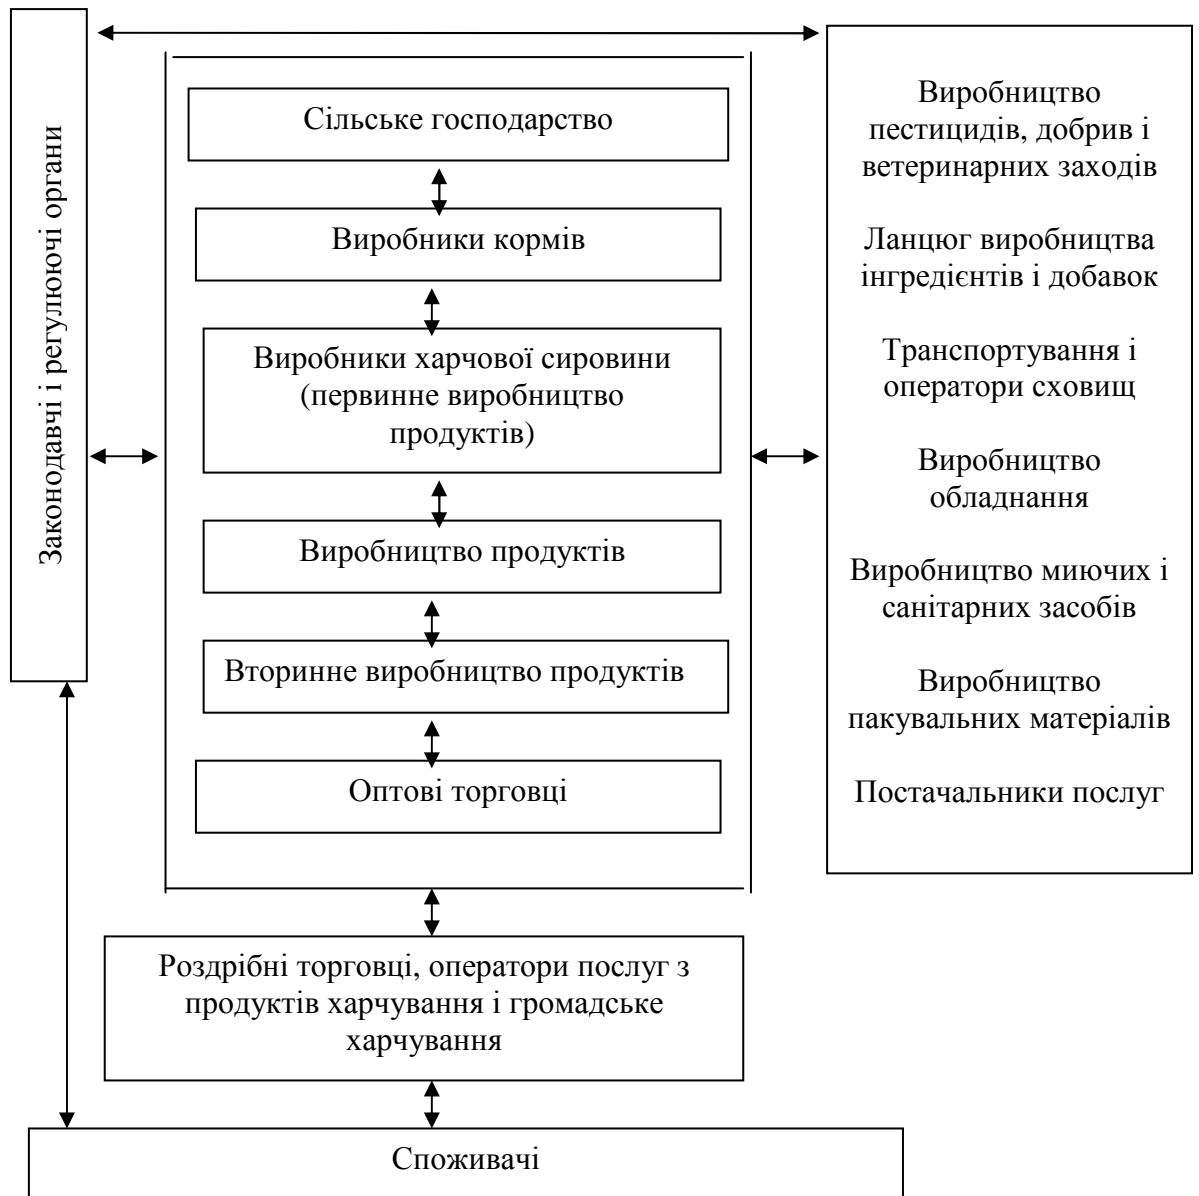 Законодавчі і регулюючі органи
Сільське господарство
Виробники кормів
Виробники харчової сировини
(первинне виробництво
продуктів)
Виробництво продуктів
Вторинне виробництво продуктів
Оптові торговці
Виробництво
пестицидів, добрив і
ветеринарних заходів
Ланцюг виробництва
інгредієнтів і добавок
Транспортування і
оператори сховищ
Виробництво
обладнання
Виробництво миючих і
санітарних засобів
Виробництво
пакувальних матеріалів
Постачальники послуг
Роздрібні торговці, оператори послуг з
продуктів харчування і громадське
харчування
Споживачі